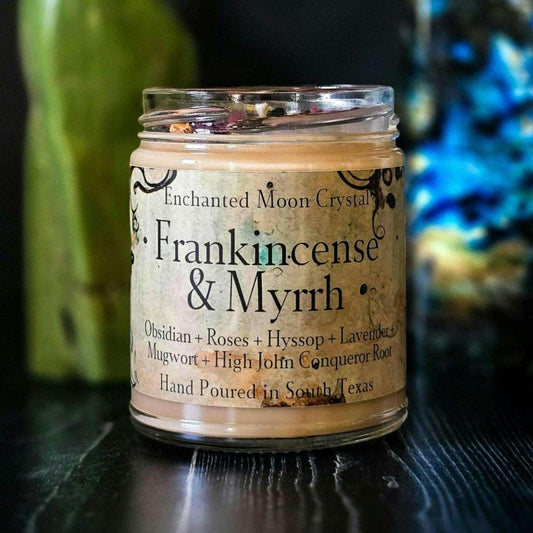 Enchanted Moon Crystal
Frankincense
& Myrrh
Obsidian + Roses + Hyssop + Lavender +
Mugwort + High John Conqueror Root
Hand Poured in South Texas